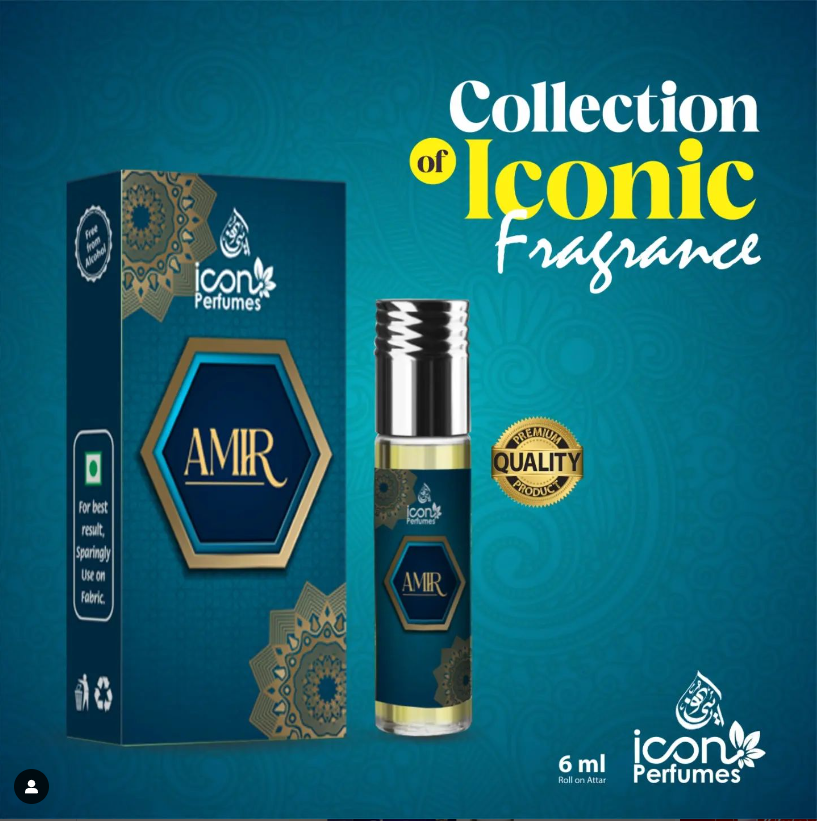 Collection
of Iconic
Fragrance
Free
from
Alcohol
icon
Perfumes
AMIR
For best
result,
Sparingly
Use on
Fabric.
icon
Perfumes
AMIR
PREMIUM
QUALITY
PRODUCT
6 ml
Roll on Attar
icon
Perfumes